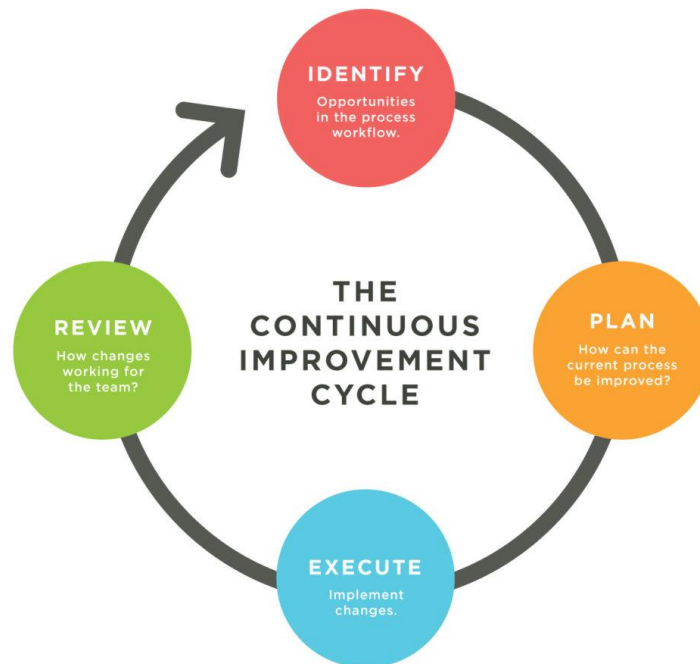 IDENTIFY
Opportunities
in the process
workflow.
PLAN
How can the
current process
be improved?
EXECUTE
Implement
changes.
REVIEW
How changes
working for
the team?
THE
CONTINUOUS
IMPROVEMENT
CYCLE